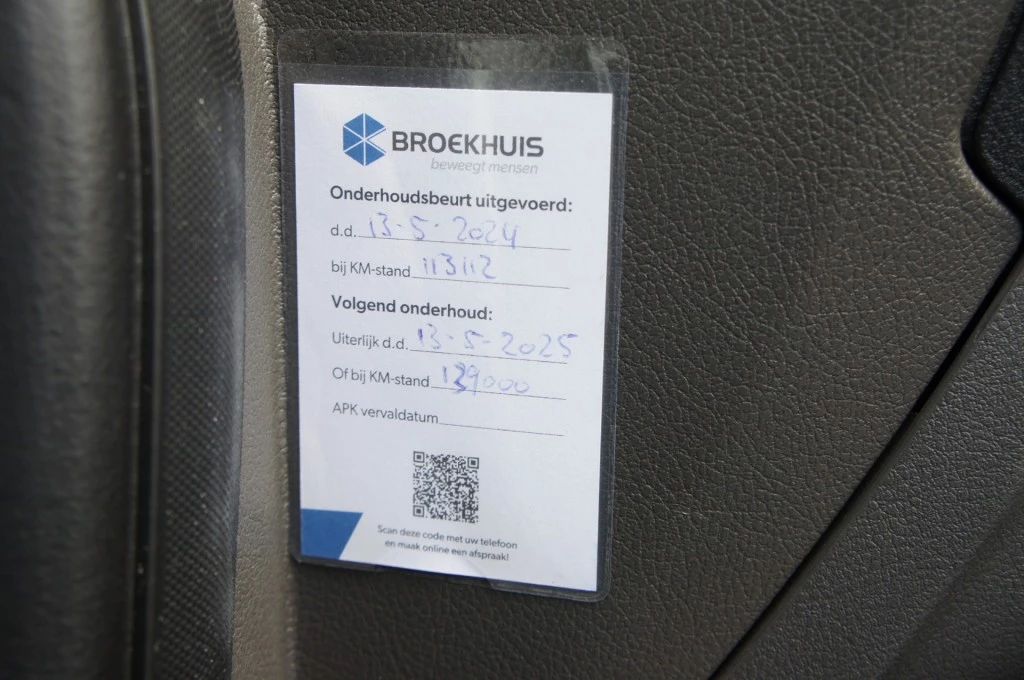 BROEKHUIS
beweegt mensen
Onderhoudsbeurt uitgevoerd:
d.d. 13-5-2024
bij KM-stand 113112
Volgend onderhoud:
Uiterlijk d.d. 13-5-2025
Of bij KM-stand 139000
APK vervaldatum
Scan deze code met uw telefoon
en maak online een afspraak!